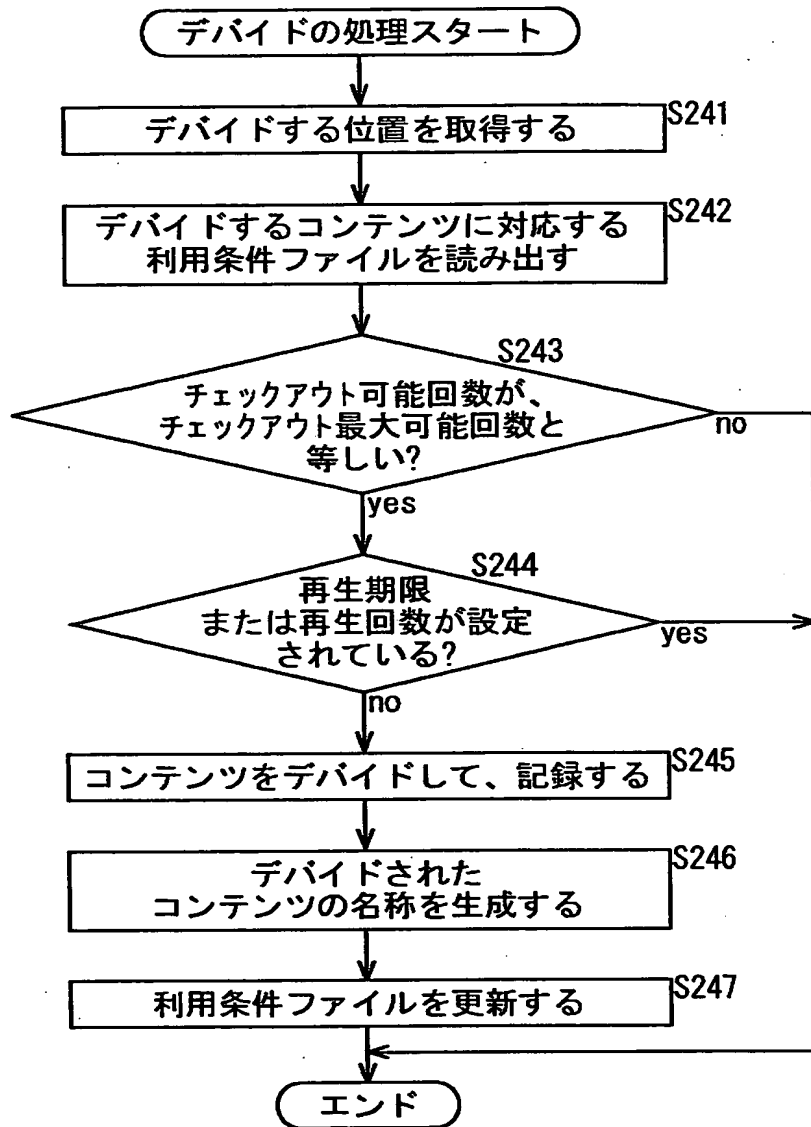 デバイドの処理スタート
S241
デバイドする位置を取得する
S242
デバイドするコンテンツに対応する
利用条件ファイルを読み出す
S243
チェックアウト可能回数が、
チェックアウト最大可能回数と
等しい?
no
yes
S244
再生期限
または再生回数が設定
されている?
yes
no
S245
コンテンツをデバイドして、記録する
S246
デバイドされた
コンテンツの名称を生成する
S247
利用条件ファイルを更新する
エンド